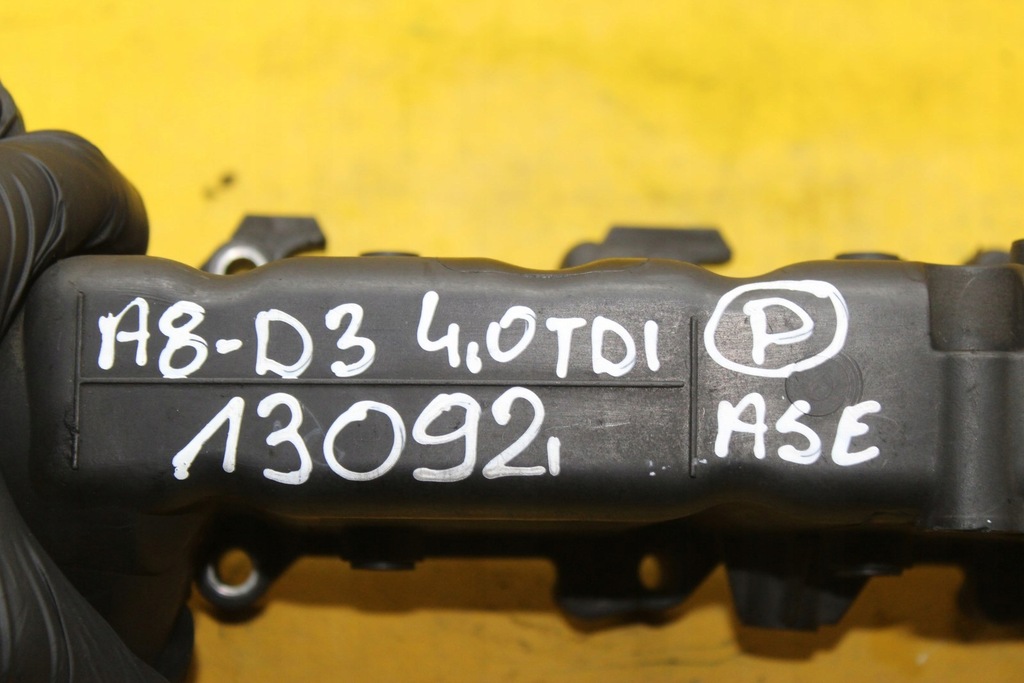 A8-D3 4,0TDI P
13092, ASE